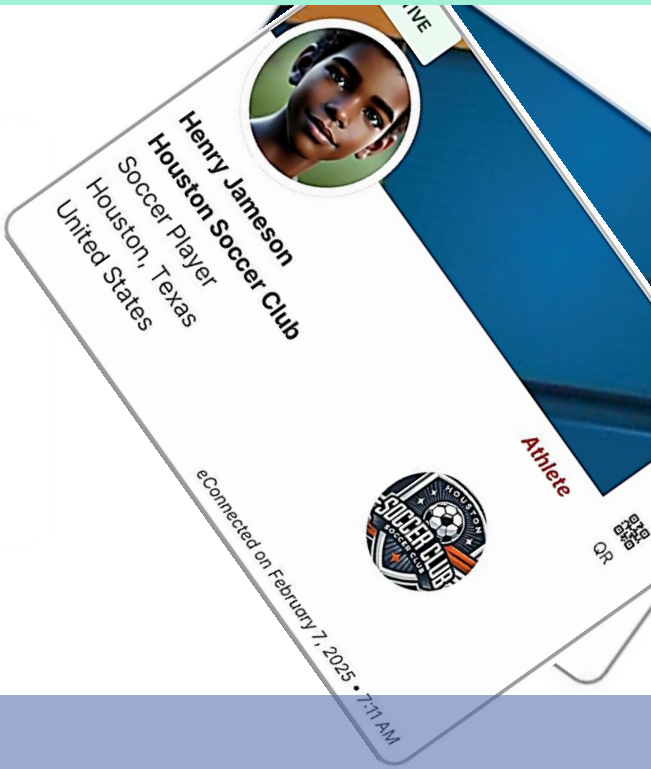 Henry Jameson
Houston Soccer Club
Soccer Player
Houston, Texas
United States
Athlete
QR
HOUSTON
SOCCER CLUB
SOCCER CLUB
eConnected on February 7, 2025 • 7:11 AM